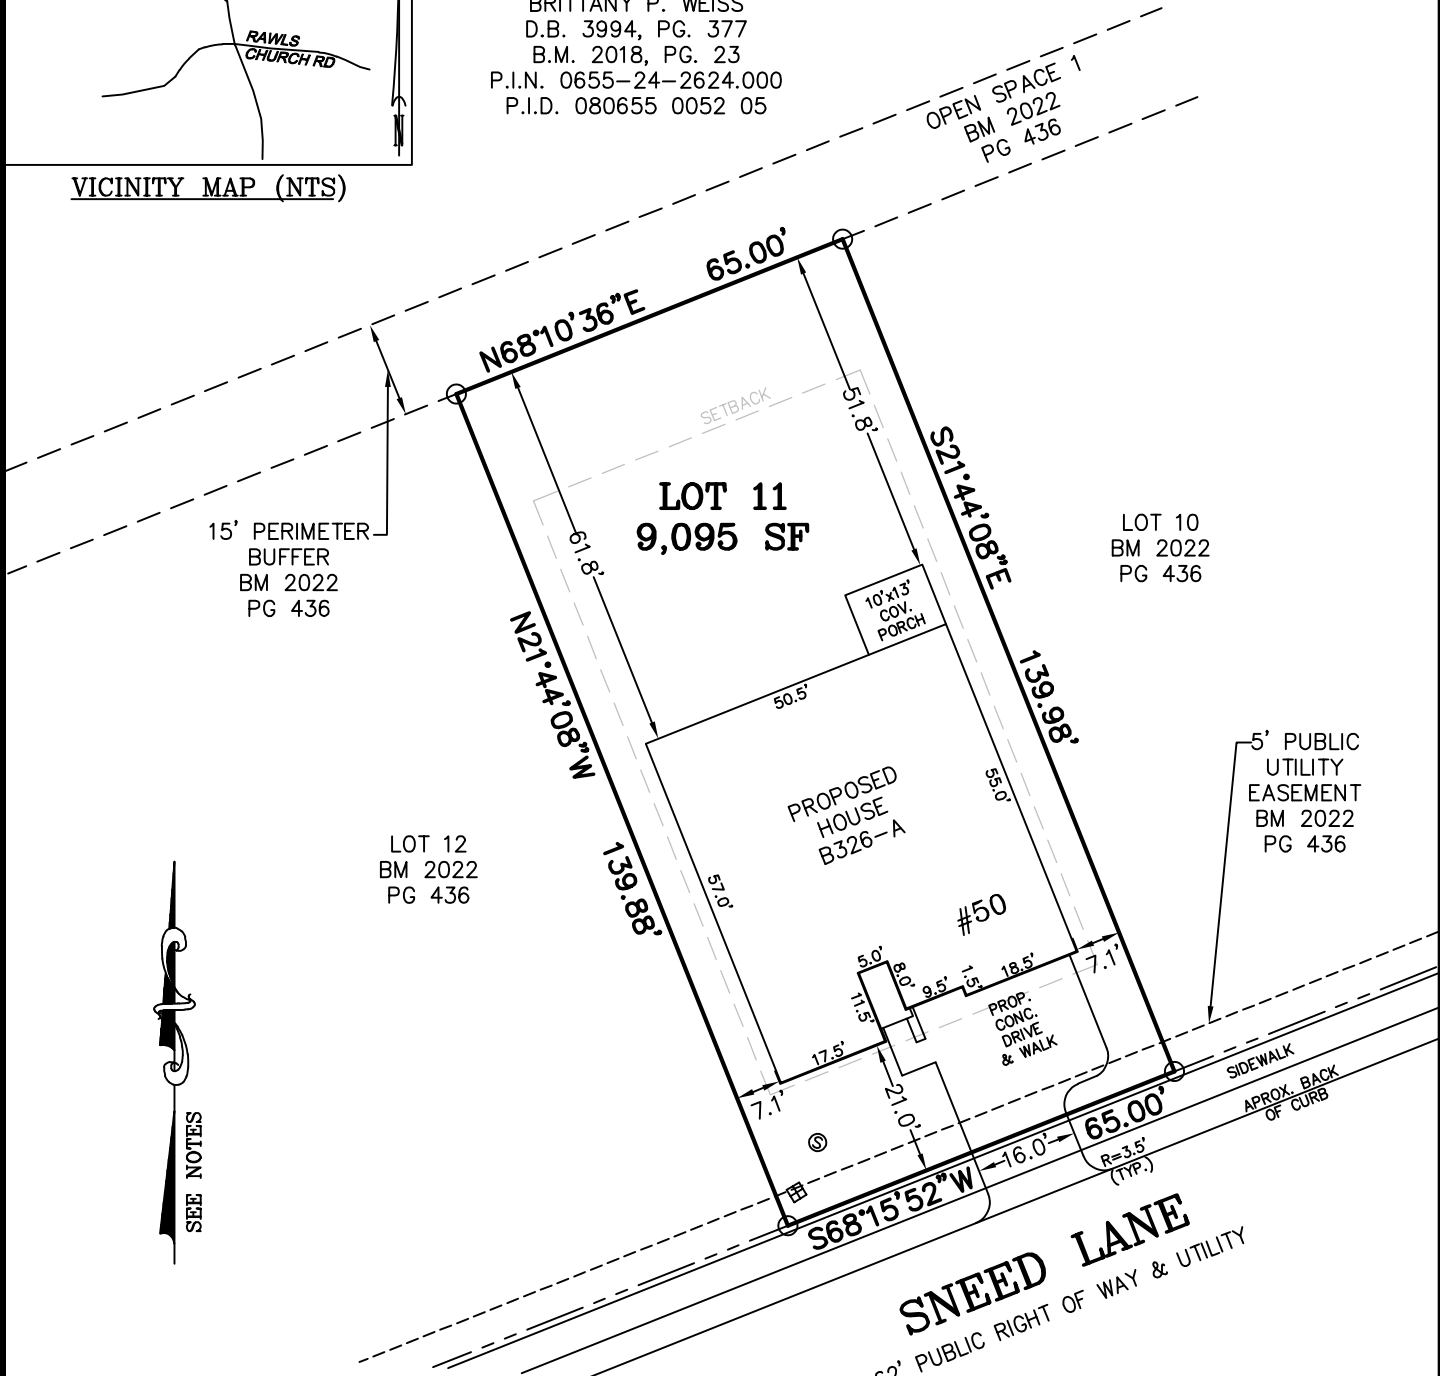 BRITTANY P. WEISS
D.B. 3994, PG. 377
B.M. 2018, PG. 23
P.I.N. 0655-24-2624.000
P.I.D. 080655 0052 05
RAWLS
CHURCH RD
N
VICINITY MAP (NTS)
OPEN SPACE 1
BM 2022
PG 436
N68°10'36"E
65.00'
SETBACK
51.8'
S21°44'08"E
139.98'
LOT 11
9,095 SF
61.8'
N21°44'08"W
139.88'
15' PERIMETER
BUFFER
BM 2022
PG 436
LOT 10
BM 2022
PG 436
10'x13'
COV.
PORCH
50.5'
55.0'
57.0'
PROPOSED
HOUSE
B326-A
#50
5' PUBLIC
UTILITY
EASEMENT
BM 2022
PG 436
LOT 12
BM 2022
PG 436
5.0'
8.0'
9.5'
1.5'
18.5'
7.1'
11.5'
17.5'
7.1'
21.0'
PROP.
CONC.
DRIVE
& WALK
S
SIDEWALK
APROX. BACK
OF CURB
65.00'
16.0'
R=3.5'
(TYP.)
S68°15'52"W
SEE NOTES
SNEED LANE
PUBLIC RIGHT OF WAY & UTILITY